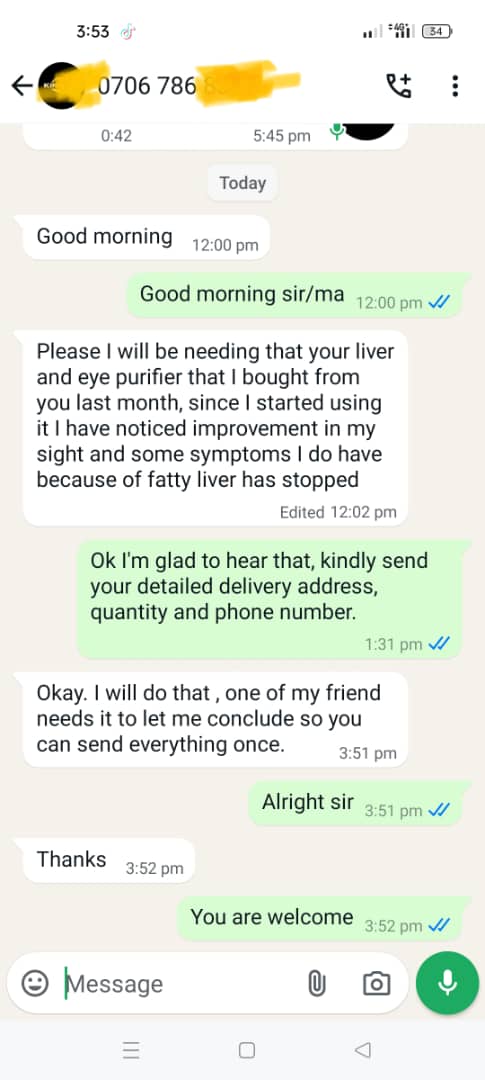 3:53
4G
34
0706 786
0:42
5:45 pm
Today
Good morning
12:00 pm
Good morning sir/ma
12:00 pm
Please I will be needing that your liver
and eye purifier that I bought from
you last month, since I started using
it I have noticed improvement in my
sight and some symptoms I do have
because of fatty liver has stopped
Edited 12:02 pm
Ok I'm glad to hear that, kindly send
your detailed delivery address,
quantity and phone number.
1:31 pm
Okay. I will do that , one of my friend
needs it to let me conclude so you
can send everything once.
3:51 pm
Alright sir
3:51 pm
Thanks
3:52 pm
You are welcome
3:52 pm
Message